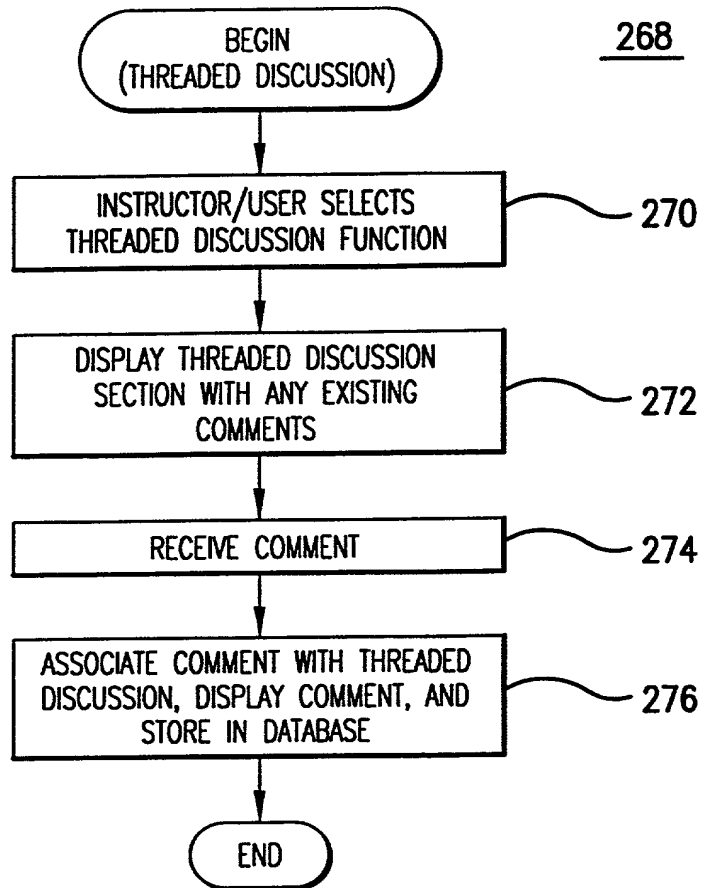 BEGIN
(THREADED DISCUSSION)
268
INSTRUCTOR/USER SELECTS
THREADED DISCUSSION FUNCTION
270
DISPLAY THREADED DISCUSSION
SECTION WITH ANY EXISTING
COMMENTS
272
RECEIVE COMMENT
274
ASSOCIATE COMMENT WITH THREADED
DISCUSSION, DISPLAY COMMENT, AND
STORE IN DATABASE
276
END